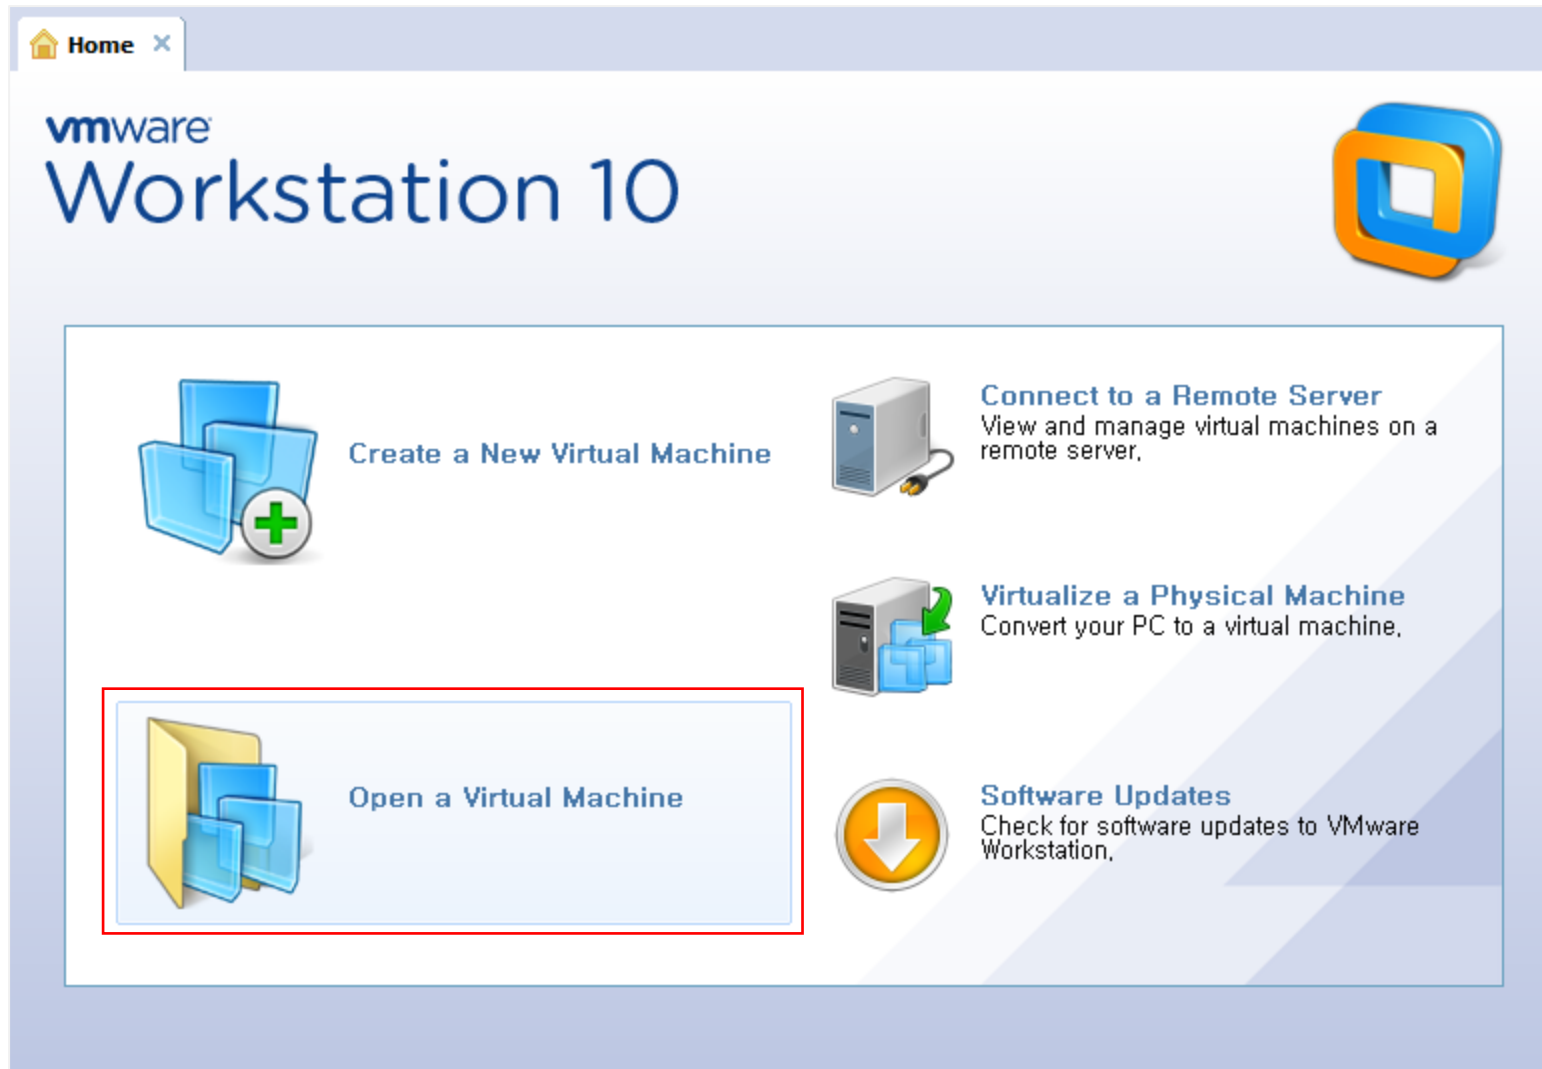 Home
vmware
Workstation 10
Create a New Virtual Machine
Open a Virtual Machine
Connect to a Remote Server
View and manage virtual machines on a
remote server.
Virtualize a Physical Machine
Convert your PC to a virtual machine.
Software Updates
Check for software updates to VMware
Workstation.